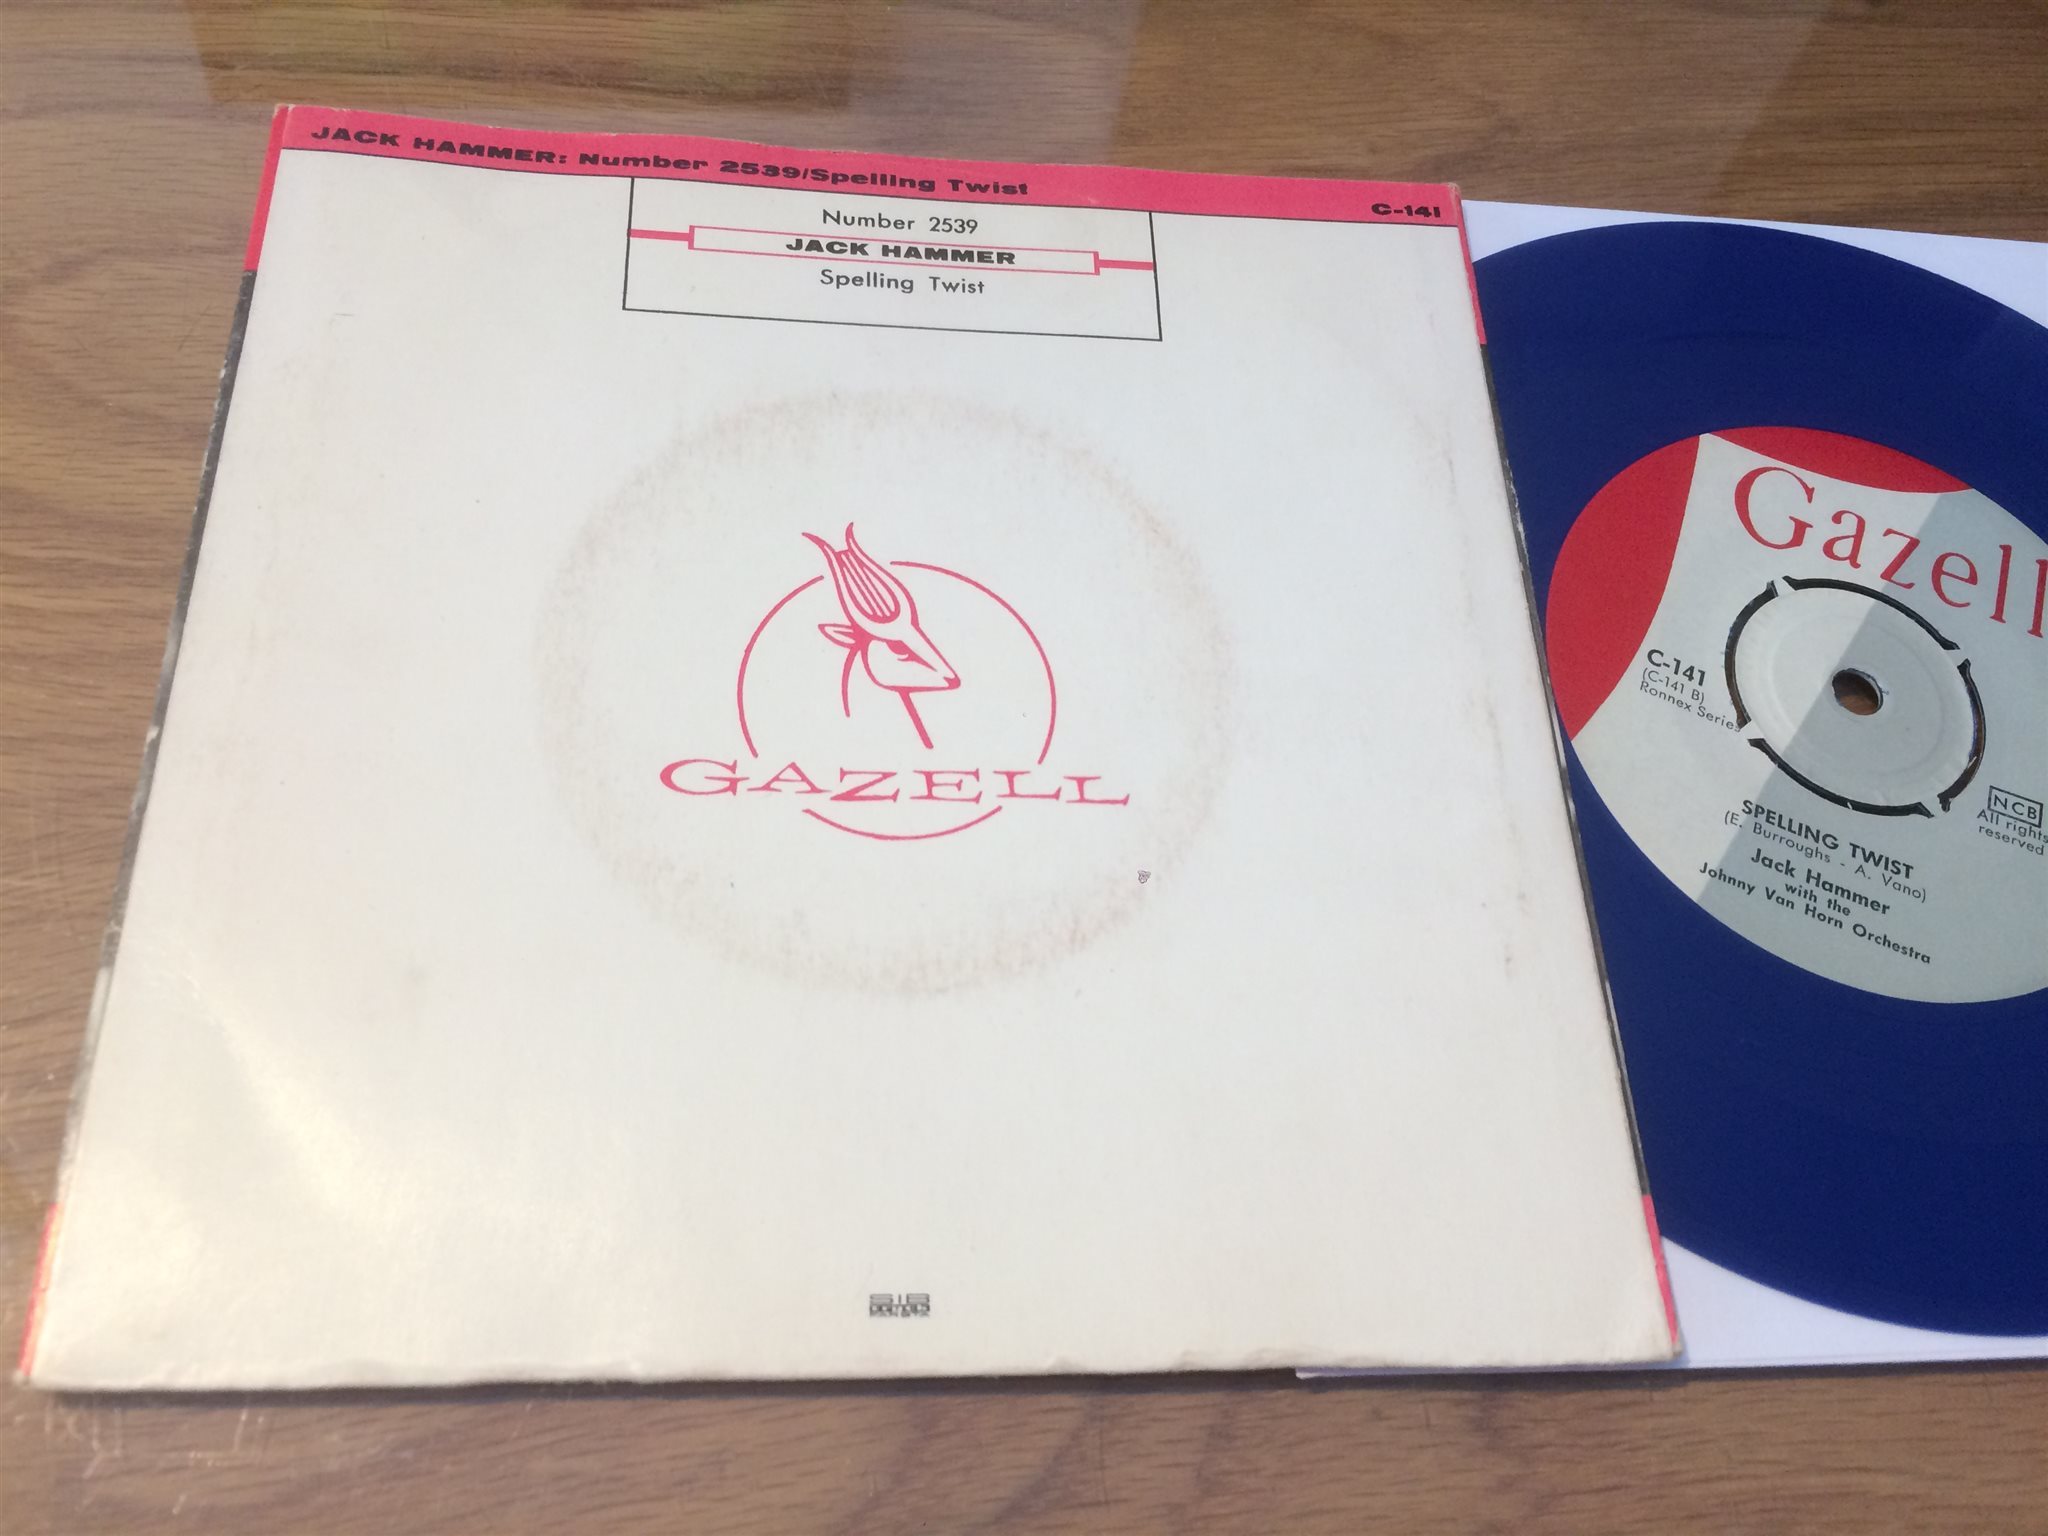 JACK HAMMER: Number 2539/Spelling Twist
C-141
Number 2539
JACK HAMMER
Spelling Twist
GAZELL
SIB
Gazell
C-141
(C-141 B)
Ronnex Series
NCB
All rights
reserved
SPELLING TWIST
(E. Burroughs - A. Vano)
Jack Hammer
with the
Johnny Van Horn Orchestra